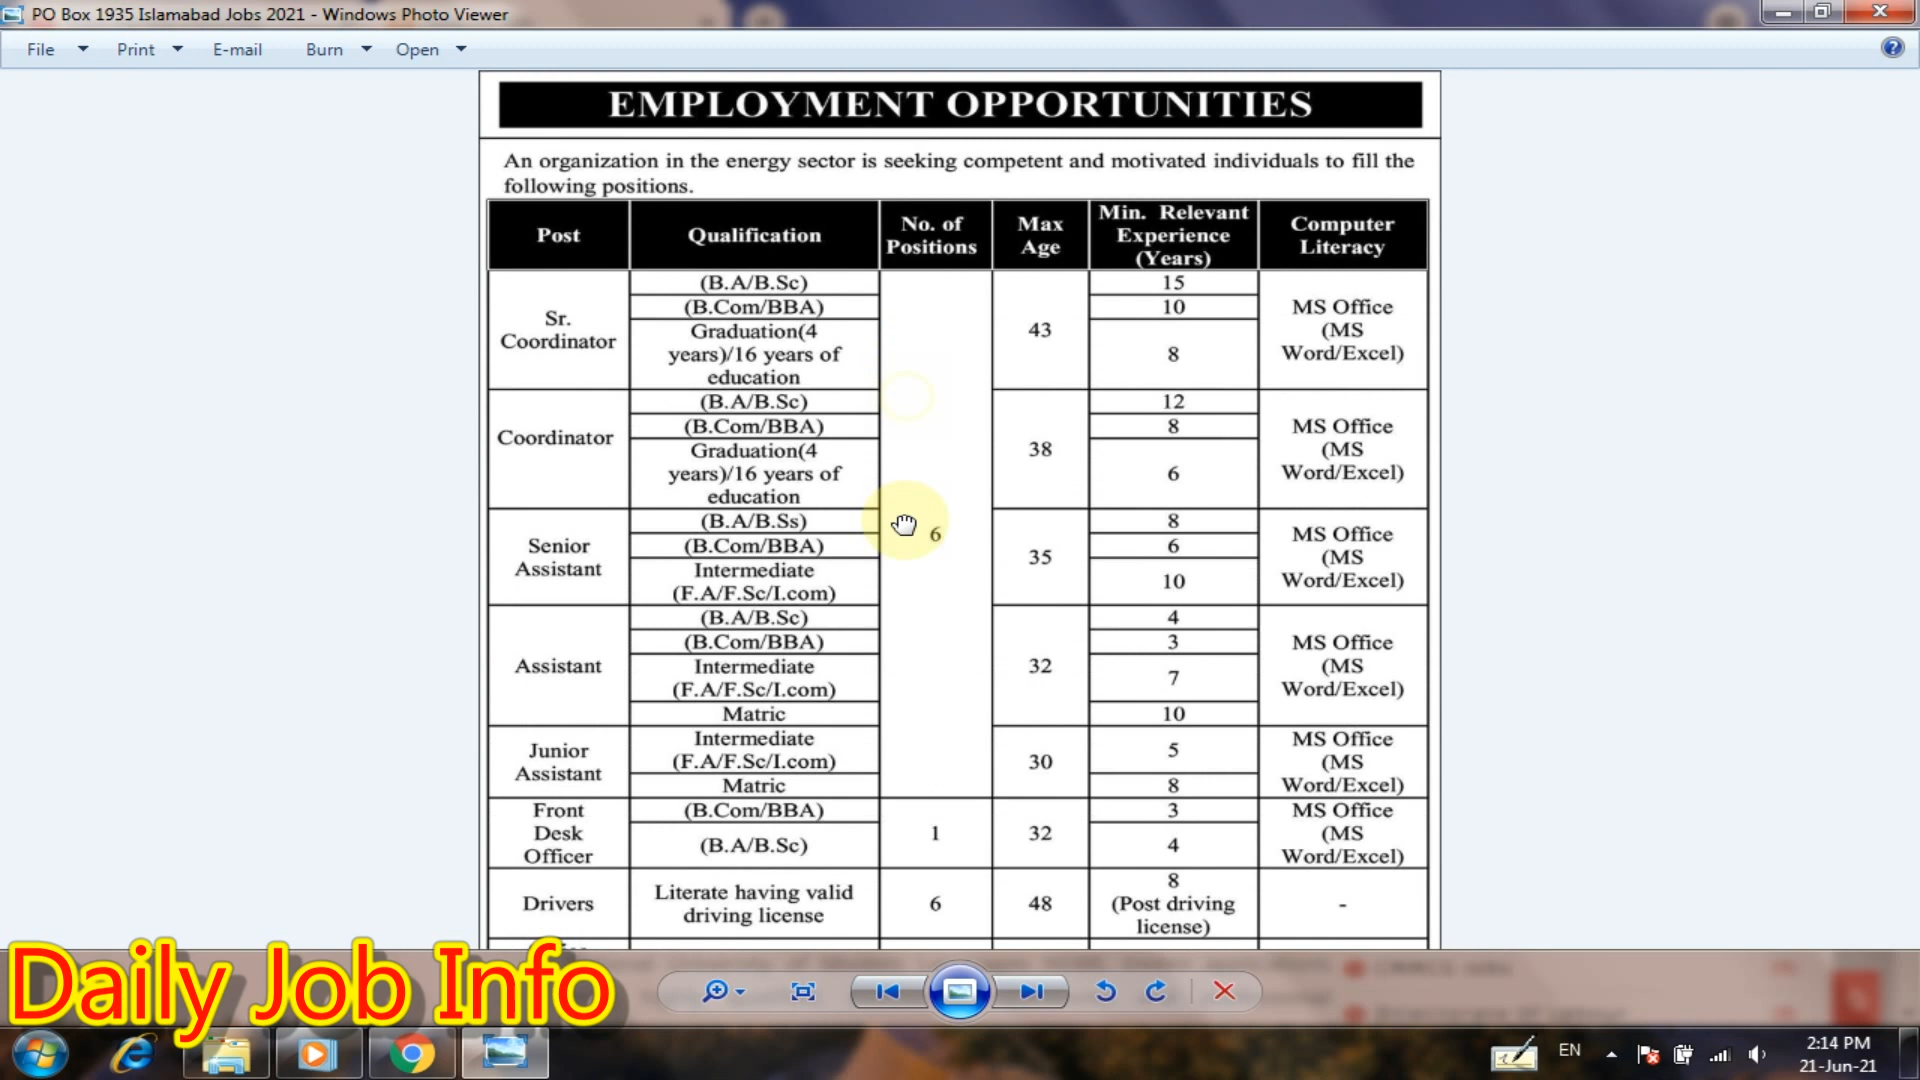 PO Box 1935 Islamabad Jobs 2021 - Windows Photo Viewer
File Print E-mail Burn Open
EMPLOYMENT OPPORTUNITIES
An organization in the energy sector is seeking competent and motivated individuals to fill the
following positions.
Post Qualification No. of Positions Max Age Min. Relevant Experience (Years) Computer Literacy
Sr. Coordinator
(B.A/B.Sc) 15
(B.Com/BBA) 10
Graduation(4 years)/16 years of education 8
43
MS Office (MS Word/Excel)
Coordinator
(B.A/B.Sc) 12
(B.Com/BBA) 8
Graduation(4 years)/16 years of education 6
38
MS Office (MS Word/Excel)
Senior Assistant
(B.A/B.Ss) 8
(B.Com/BBA) 6
Intermediate (F.A/F.Sc/I.com) 10
6
35
MS Office (MS Word/Excel)
Assistant
(B.A/B.Sc) 4
(B.Com/BBA) 3
Intermediate (F.A/F.Sc/I.com) 7
Matric 10
32
MS Office (MS Word/Excel)
Junior Assistant
Intermediate (F.A/F.Sc/I.com) 5
Matric 8
30
MS Office (MS Word/Excel)
Front Desk Officer
(B.Com/BBA) 3
(B.A/B.Sc) 4
1
32
MS Office (MS Word/Excel)
Drivers
Literate having valid driving license
6
48
8 (Post driving license)
-
Daily Job Info
EN
2:14 PM
21-Jun-21